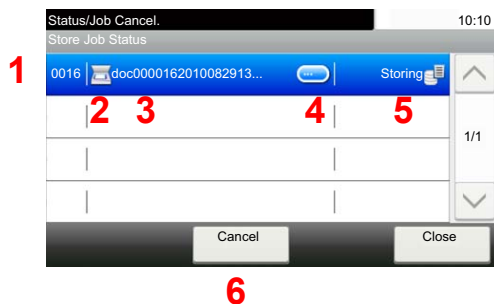 Status/Job Cancel. 10:10
Store Job Status
1 0016 doc0000162010082913... Storing
2 3 4 5
1/1
Cancel Close
6